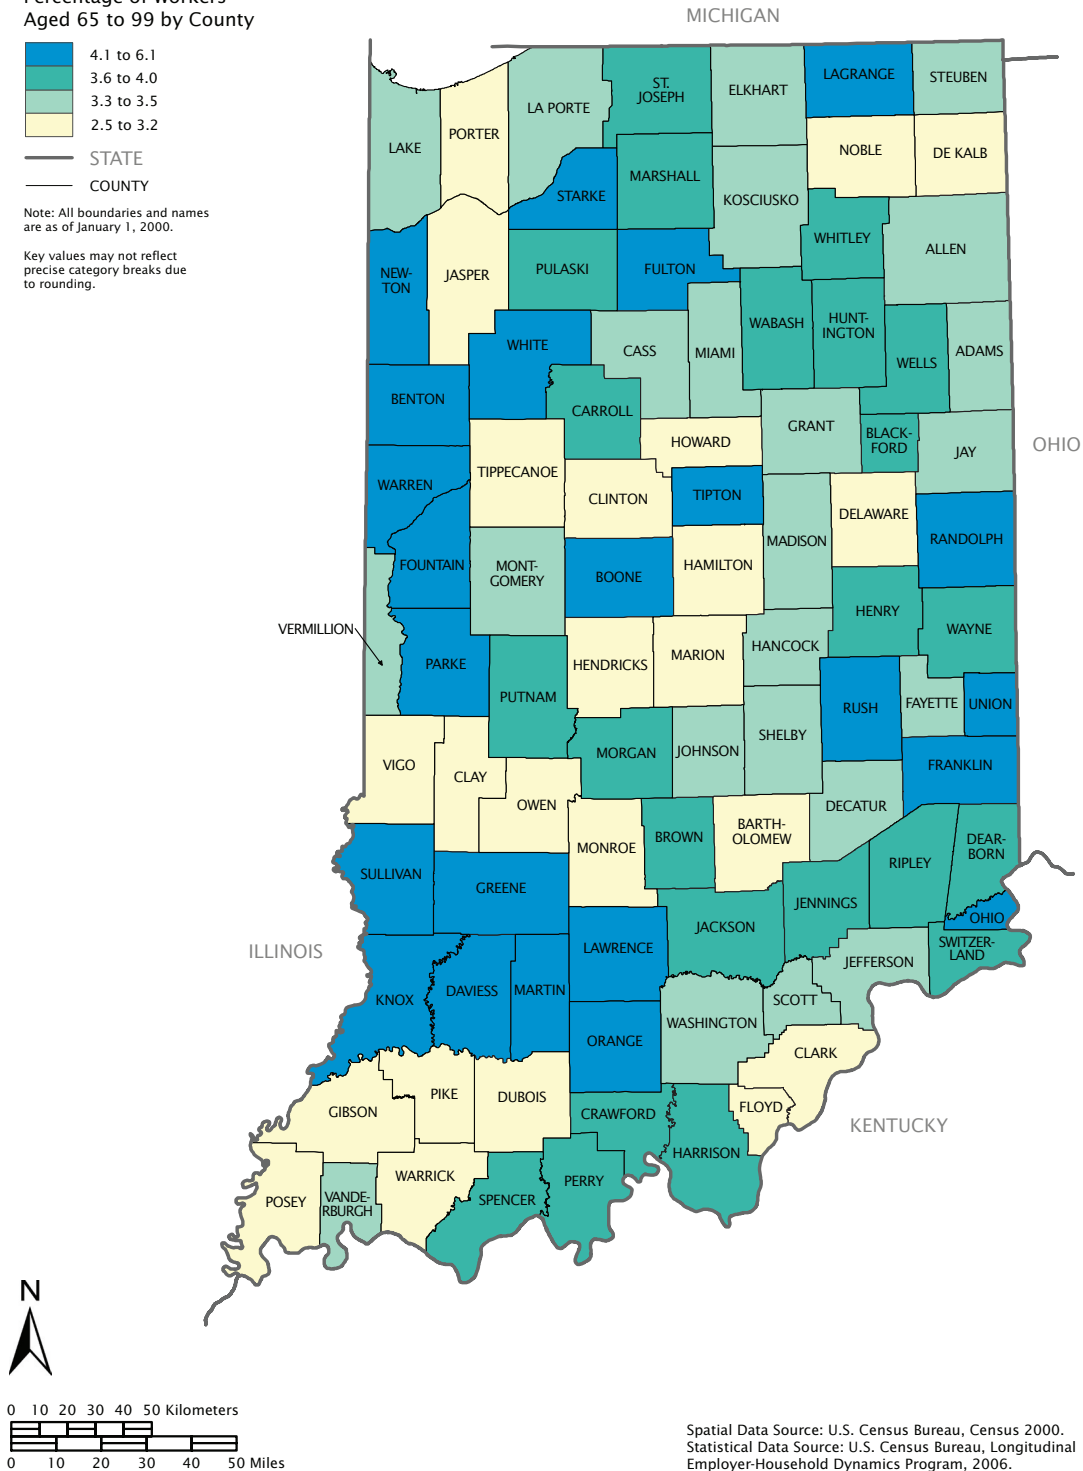 Percentage of Workers
Aged 65 to 99 by County
4.1 to 6.1
3.6 to 4.0
3.3 to 3.5
2.5 to 3.2
STATE
COUNTY
Note: All boundaries and names
are as of January 1, 2000.
Key values may not reflect
precise category breaks due
to rounding.
MICHIGAN
LAGRANGE
STEUBEN
ST.
JOSEPH
ELKHART
LA PORTE
PORTER
LAKE
NOBLE
DE KALB
MARSHALL
STARKE
KOSCIUSKO
WHITLEY
ALLEN
NEW-
TON
JASPER
PULASKI
FULTON
WABASH
HUNT-
INGTON
WHITE
CASS
MIAMI
WELLS
ADAMS
BENTON
CARROLL
GRANT
BLACK-
FORD
JAY
OHIO
HOWARD
TIPPECANOE
WARREN
CLINTON
TIPTON
DELAWARE
RANDOLPH
MADISON
FOUNTAIN
MONT-
GOMERY
BOONE
HAMILTON
HENRY
WAYNE
VERMILLION
PARKE
HENDRICKS
MARION
HANCOCK
PUTNAM
RUSH
FAYETTE
UNION
VIGO
CLAY
MORGAN
JOHNSON
SHELBY
FRANKLIN
OWEN
DECATUR
MONROE
BROWN
BARTH-
OLOMEW
RIPLEY
DEAR-
BORN
SULLIVAN
GREENE
JENNINGS
OHIO
JACKSON
LAWRENCE
ILLINOIS
SWITZER-
LAND
JEFFERSON
KNOX
DAVIESS
MARTIN
SCOTT
WASHINGTON
ORANGE
CLARK
PIKE
DUBOIS
GIBSON
CRAWFORD
FLOYD
KENTUCKY
HARRISON
WARRICK
PERRY
POSEY
VANDE-
RBURGH
SPENCER
N
0 10 20 30 40 50 Kilometers
0 10 20 30 40 50 Miles
Spatial Data Source: U.S. Census Bureau, Census 2000.
Statistical Data Source: U.S. Census Bureau, Longitudinal
Employer-Household Dynamics Program, 2006.